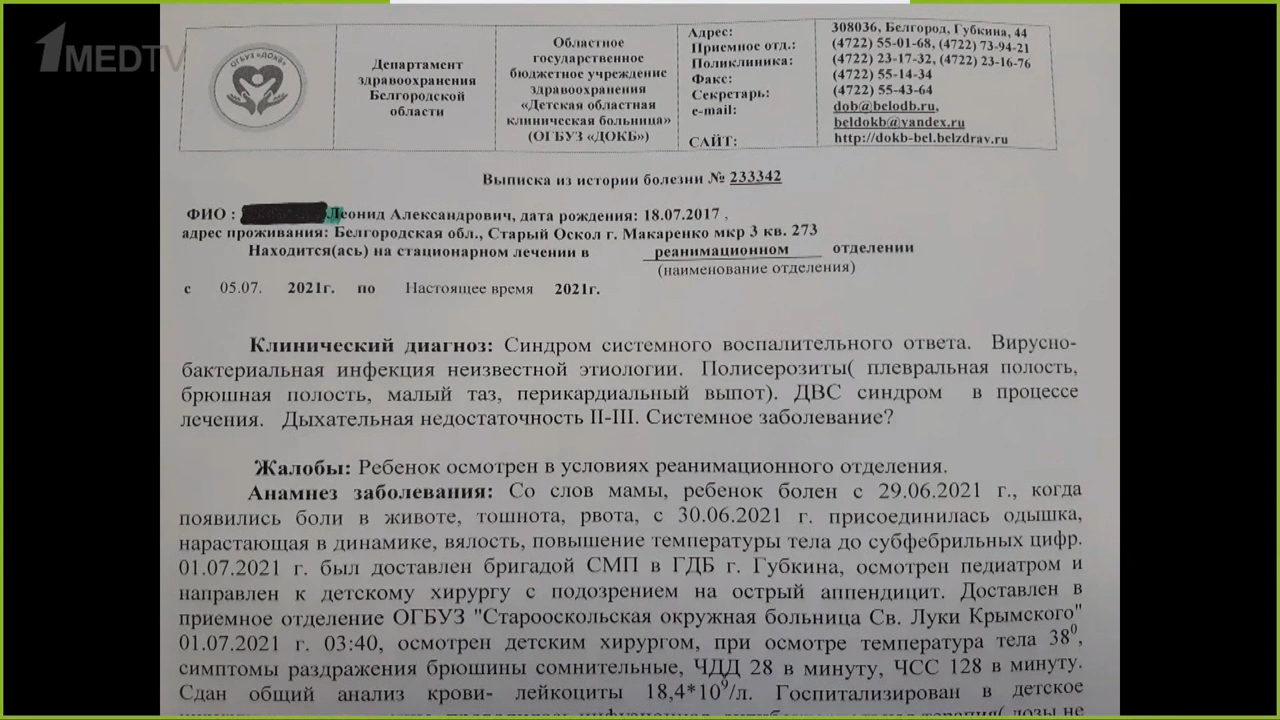 1MEDTV
ОГБУЗ «ДОКБ»
Департамент
здравоохранения
Белгородской
области
Областное
государственное
бюджетное учреждение
здравоохранения
«Детская областная
клиническая больница»
(ОГБУЗ «ДОКБ»)
Адрес: 308036, Белгород, Губкина, 44
Приемное отд.: (4722) 55-01-68, (4722) 73-94-21
Поликлиника: (4722) 23-17-32, (4722) 23-16-76
Факс: (4722) 55-14-34
Секретарь: (4722) 55-43-64
e-mail: dob@belodb.ru,
beldokb@yandex.ru
САЙТ: http://dokb-bel.belzdrav.ru
Выписка из истории болезни № 233342
ФИО : Леонид Александрович, дата рождения: 18.07.2017 ,
адрес проживания: Белгородская обл., Старый Оскол г. Макаренко мкр 3 кв. 273
Находится(ась) на стационарном лечении в реанимационном отделении
(наименование отделения)
с 05.07. 2021г. по Настоящее время 2021г.
Клинический диагноз: Синдром системного воспалительного ответа. Вирусно-
бактериальная инфекция неизвестной этиологии. Полисерозиты( плевральная полость,
брюшная полость, малый таз, перикардиальный выпот). ДВС синдром в процессе
лечения. Дыхательная недостаточность II-III. Системное заболевание?
Жалобы: Ребенок осмотрен в условиях реанимационного отделения.
Анамнез заболевания: Со слов мамы, ребенок болен с 29.06.2021 г., когда
появились боли в животе, тошнота, рвота, с 30.06.2021 г. присоединилась одышка,
нарастающая в динамике, вялость, повышение температуры тела до субфебрильных цифр.
01.07.2021 г. был доставлен бригадой СМП в ГДБ г. Губкина, осмотрен педиатром и
направлен к детскому хирургу с подозрением на острый аппендицит. Доставлен в
приемное отделение ОГБУЗ "Старооскольская окружная больница Св. Луки Крымского"
01.07.2021 г. 03:40, осмотрен детским хирургом, при осмотре температура тела 38⁰,
симптомы раздражения брюшины сомнительные, ЧДД 28 в минуту, ЧСС 128 в минуту.
Сдан общий анализ крови- лейкоциты 18,4*10⁹/л. Госпитализирован в детское